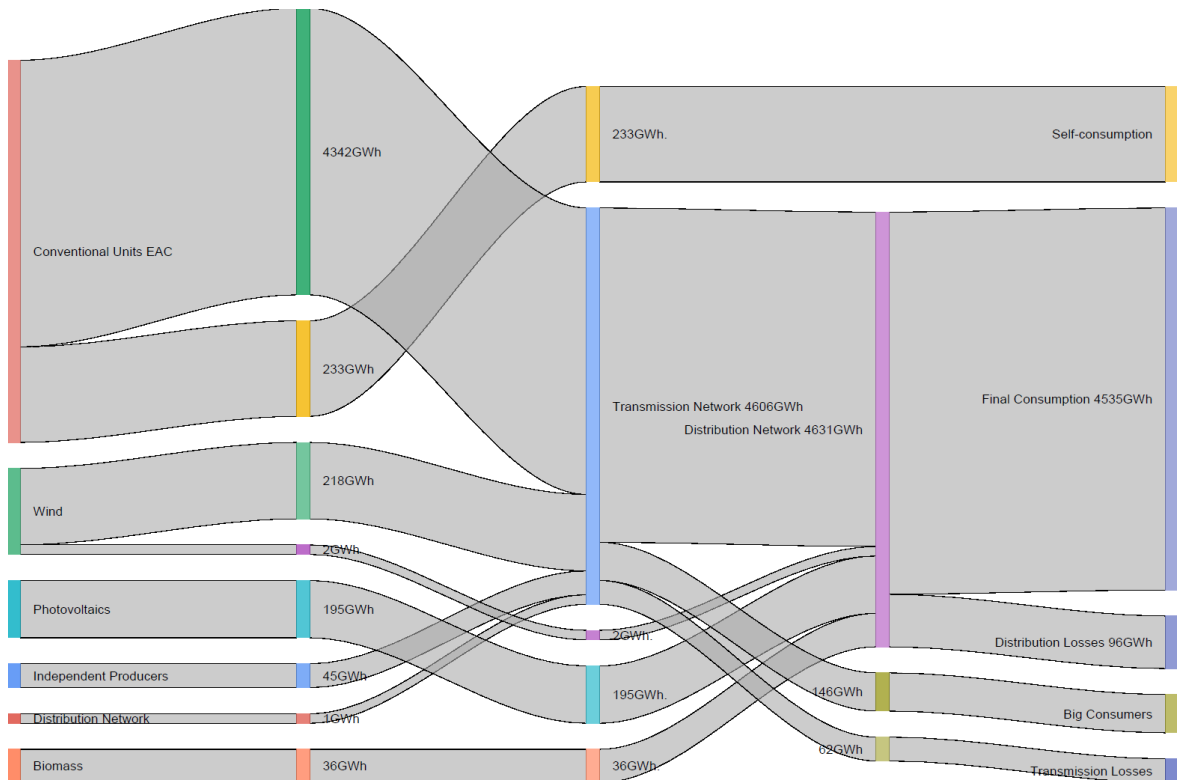 4342GWh
233GWh.
Self-consumption
Conventional Units EAC
233GWh
Transmission Network 4606GWh
Distribution Network 4631GWh
Final Consumption 4535GWh
218GWh
Wind
2GWh.
Photovoltaics
195GWh
2GWh.
Distribution Losses 96GWh
Independent Producers
45GWh
195GWh.
146GWh
Big Consumers
Distribution Network
1GWh
62GWh
Biomass
36GWh
36GWh.
Transmission Losses